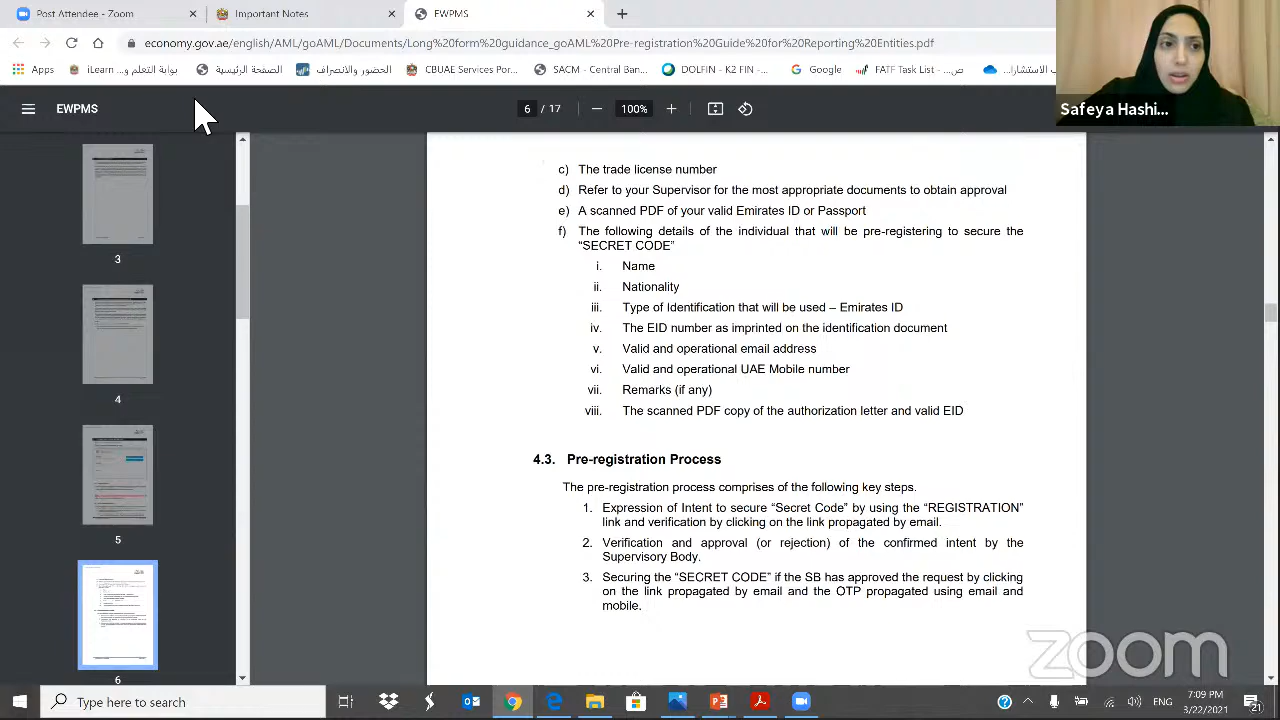 Post Attendee - Zoom
Important Notes
EWPMS
economy.gov.ae/english/AML/goAML/Documents/Long%20form%20guidance_goAML%20Pre-registration%20Guide%20for%20Reporting%20Entities.pdf
Apps
iLearn
بوابة التعلم و...
الصفحة الرئيسية
الحضور والانصراف
CBUAE Services Por...
SACM - Central Ban...
DOLFIN - K2 FIN -...
Google
FATF Task List - ...
EWPMS
6 / 17
100%
Safeya Hashi...
c) The trade license number
d) Refer to your Supervisor for the most appropriate documents to obtain approval
e) A scanned PDF of your valid Emirates ID or Passport
f) The following details of the individual that will be pre-registering to secure the
“SECRET CODE”
i. Name
ii. Nationality
iii. Type of Identification that will be used – Emirates ID
iv. The EID number as imprinted on the identification document
v. Valid and operational email address
vi. Valid and operational UAE Mobile number
vii. Remarks (if any)
viii. The scanned PDF copy of the authorization letter and valid EID
4.3. Pre-registration Process
The pre-registration process comprises of the following key steps.
1. Expression of Intent to secure “Secret Code” by using the “REGISTRATION”
link and verification by clicking on the link propagated by email.
2. Verification and approval (or rejection) of the confirmed intent by the
Supervisory Body.
3. Securing the “SECRET CODE” if the SB has approved the request by clicking
on the link propagated by email and the OTP propagated using email and
mobile.
3
4
5
6
zoom
Type here to search
ENG
7:09 PM
3/22/2021
21